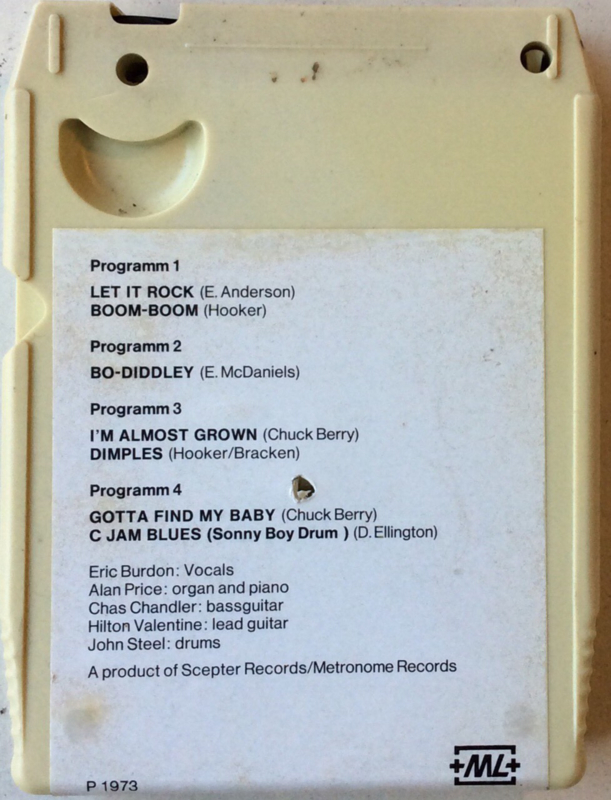 Programm 1
LET IT ROCK (E. Anderson)
BOOM-BOOM (Hooker)
Programm 2
BO-DIDDLEY (E. McDaniels)
Programm 3
I'M ALMOST GROWN (Chuck Berry)
DIMPLES (Hooker/Bracken)
Programm 4
GOTTA FIND MY BABY (Chuck Berry)
C JAM BLUES (Sonny Boy Drum ) (D. Ellington)
Eric Burdon: Vocals
Alan Price: organ and piano
Chas Chandler: bassguitar
Hilton Valentine: lead guitar
John Steel: drums
A product of Scepter Records/Metronome Records
+ML+
P 1973